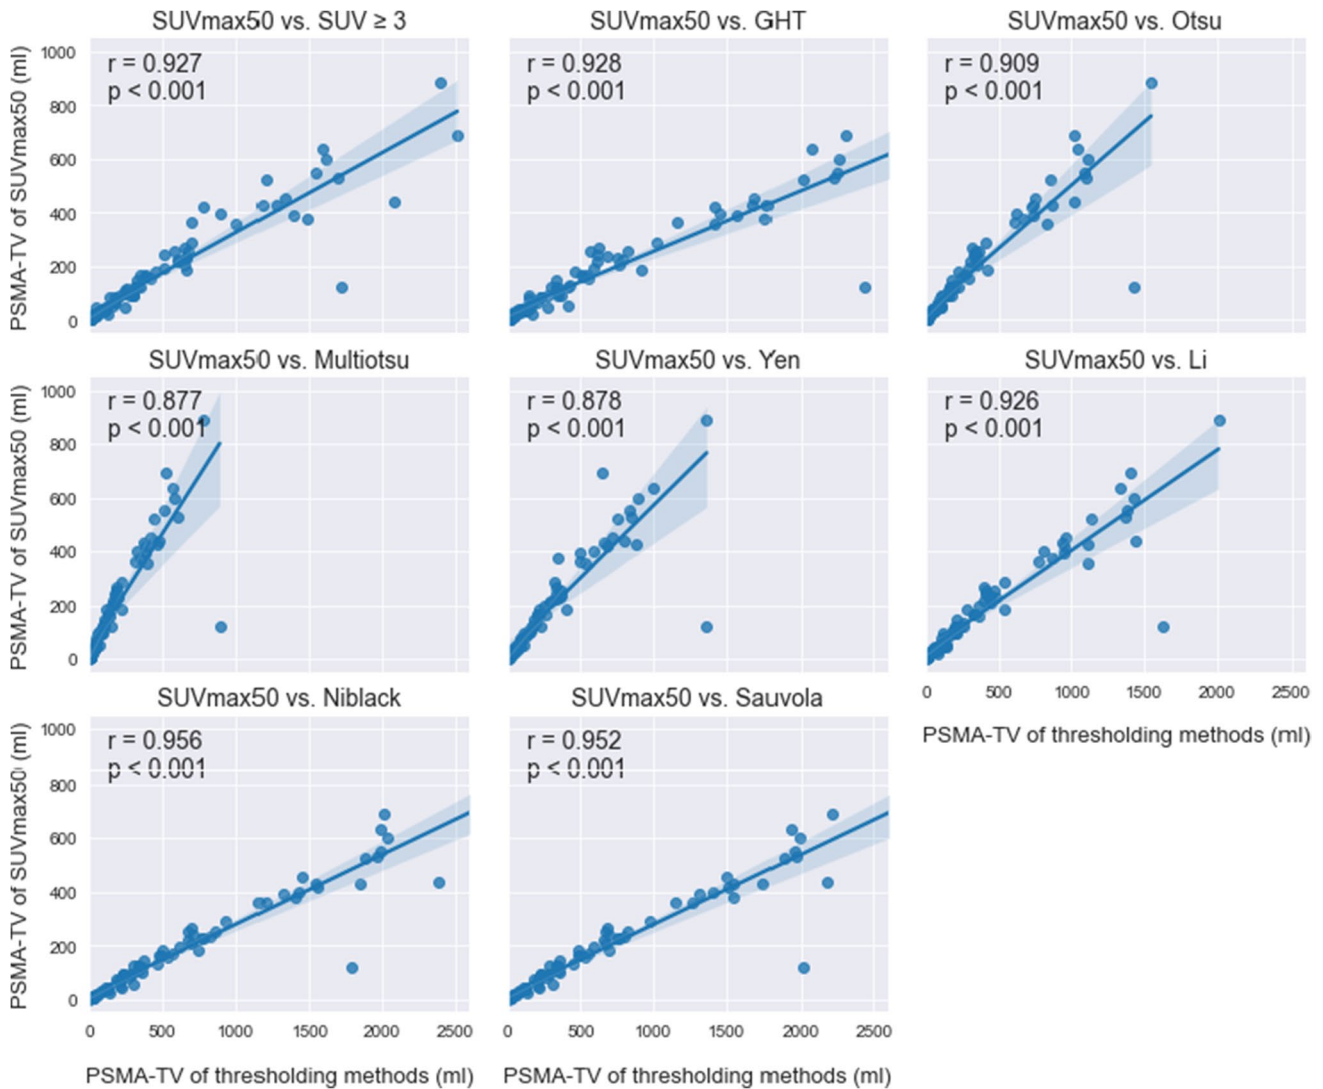 SUVmax50 vs. SUV ≥ 3
SUVmax50 vs. GHT
SUVmax50 vs. Otsu
PSMA-TV of SUVmax50 (ml)
1000
800
600
400
200
0
r = 0.927
p < 0.001
r = 0.928
p < 0.001
r = 0.909
p < 0.001
SUVmax50 vs. Multiotsu
SUVmax50 vs. Yen
SUVmax50 vs. Li
PSMA-TV of SUVmax50 (ml)
1000
800
600
400
200
0
r = 0.877
p < 0.001
r = 0.878
p < 0.001
r = 0.926
p < 0.001
0 500 1000 1500 2000 2500
PSMA-TV of thresholding methods (ml)
SUVmax50 vs. Niblack
SUVmax50 vs. Sauvola
PSMA-TV of SUVmax50 (ml)
1000
800
600
400
200
0
r = 0.956
p < 0.001
r = 0.952
p < 0.001
0 500 1000 1500 2000 2500
0 500 1000 1500 2000 2500
PSMA-TV of thresholding methods (ml)
PSMA-TV of thresholding methods (ml)